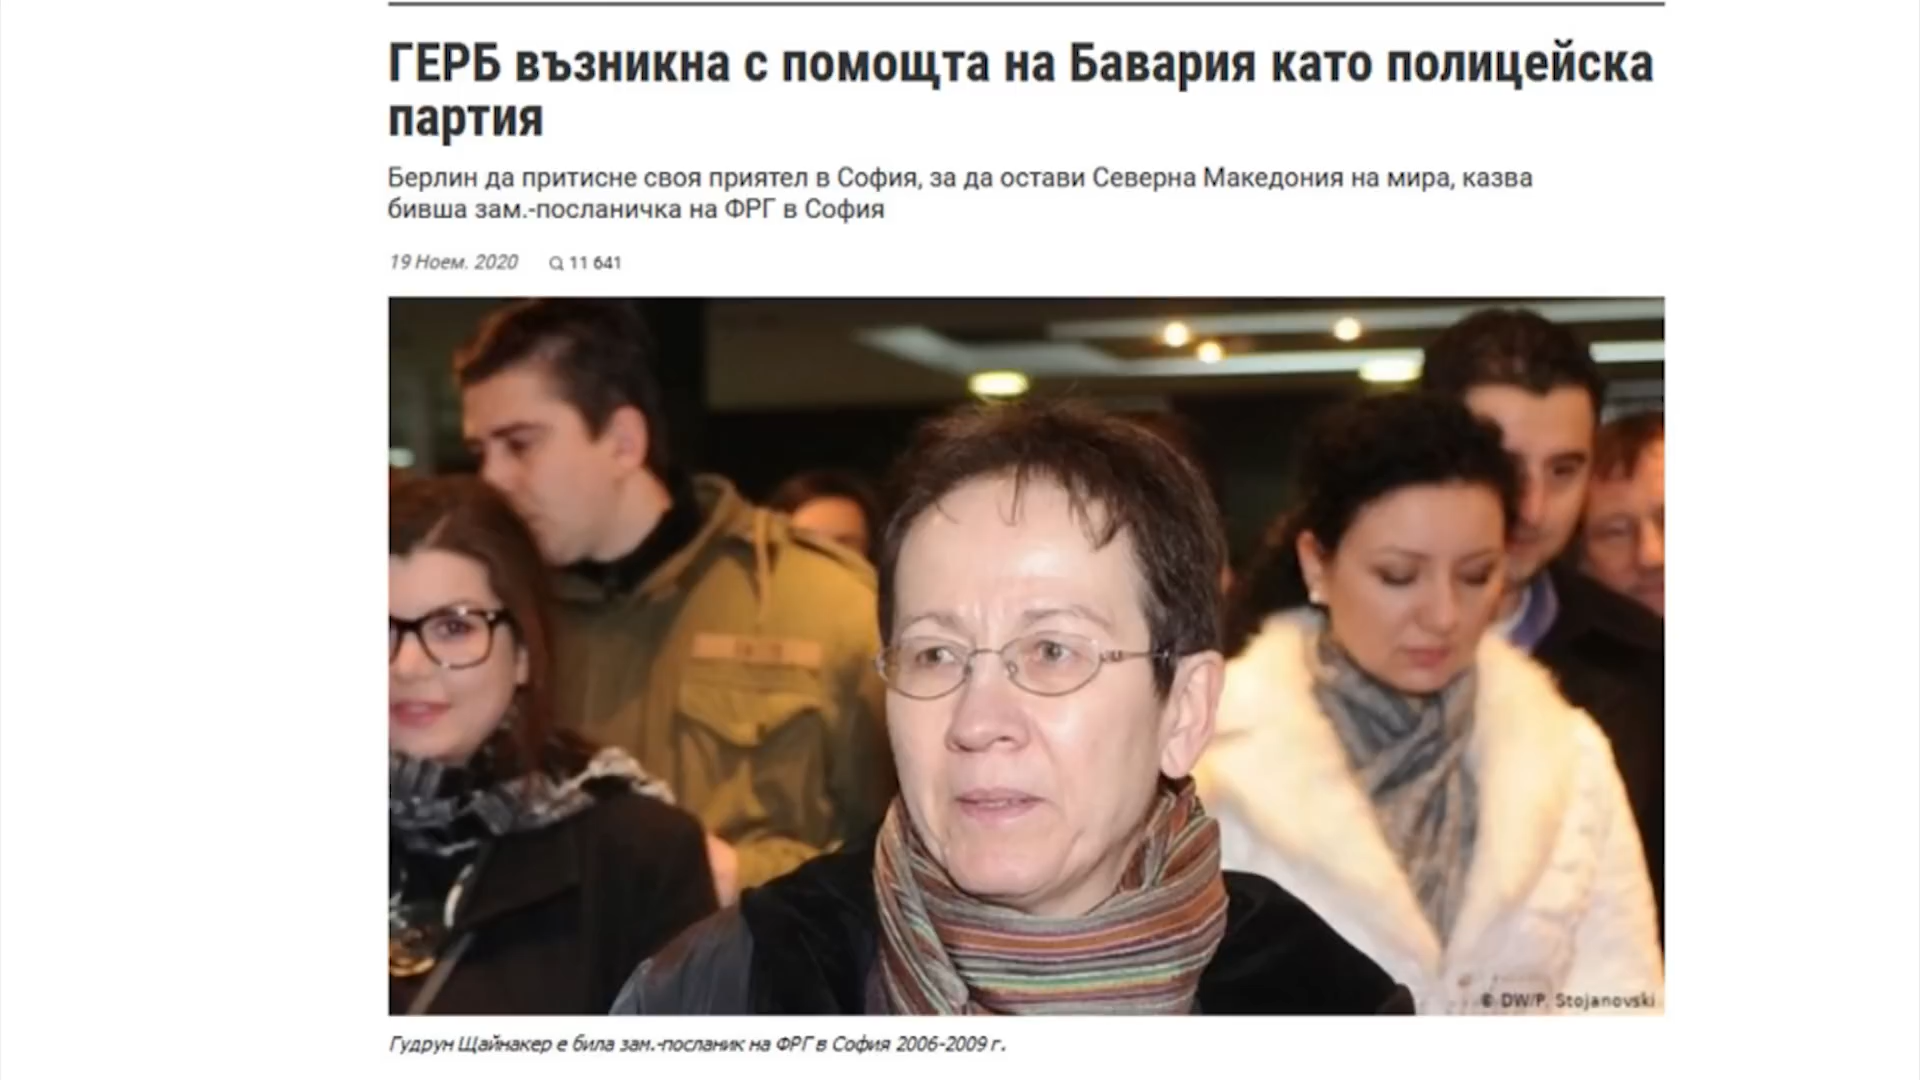 ГЕРБ възникна с помощта на Бавария като полицейска
партия
Берлин да притисне своя приятел в София, за да остави Северна Македония на мира, казва
бивша зам.-посланичка на ФРГ в София
19 Ноем. 2020 11 641
© DW/P. Stojanovski
Гудрун Щайнакер е била зам.-посланик на ФРГ в София 2006-2009 г.